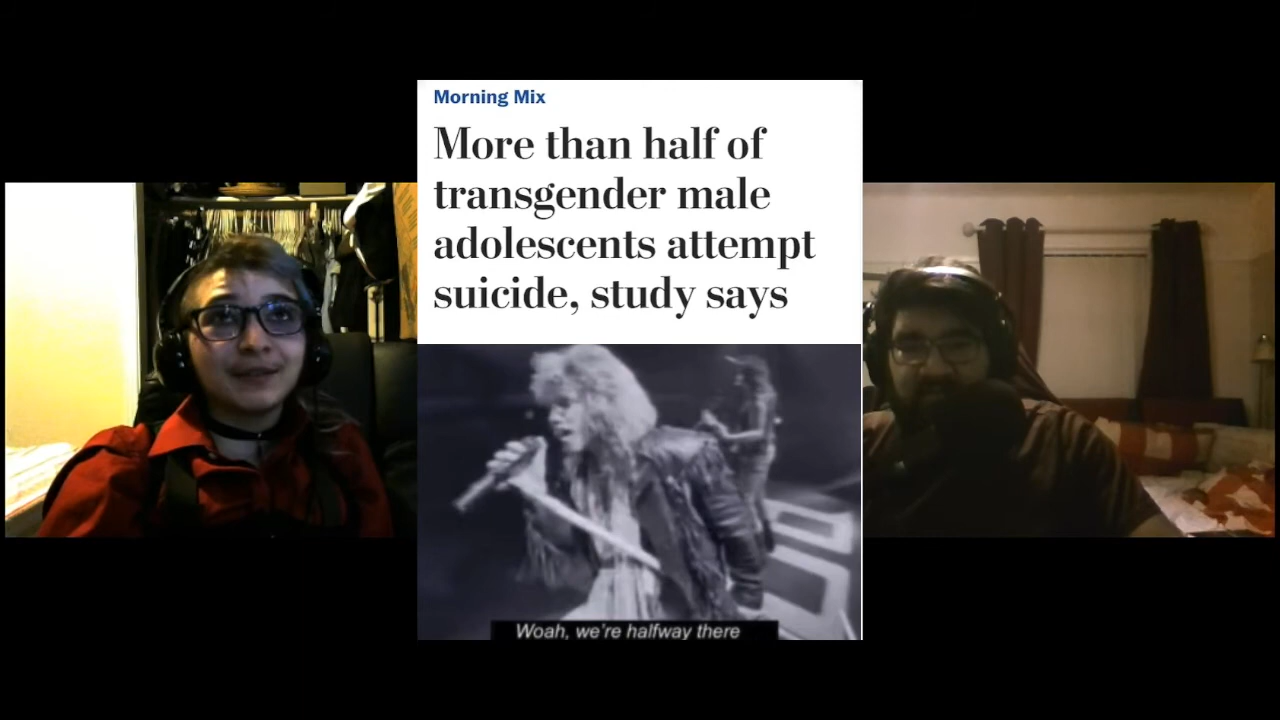 Morning Mix
More than half of
transgender male
adolescents attempt
suicide, study says
Woah, we're halfway there